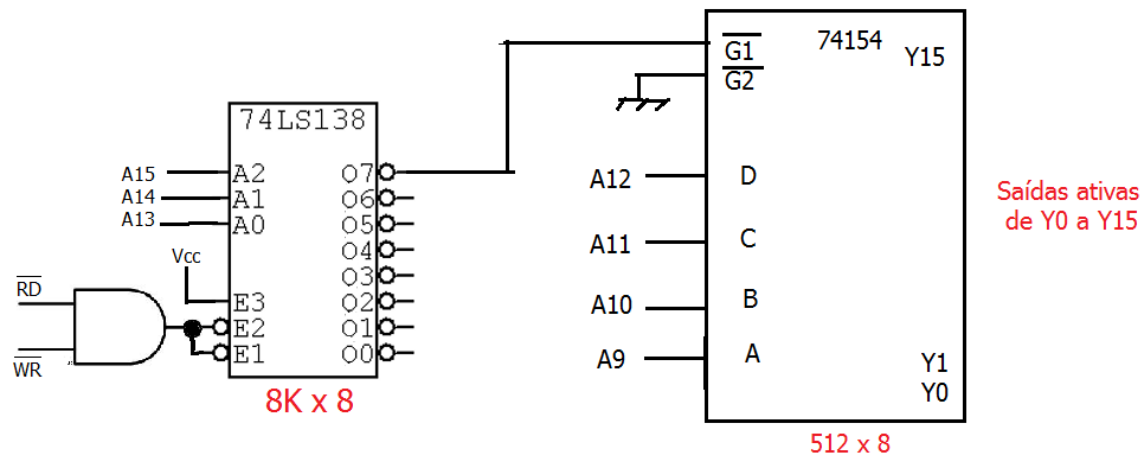 74LS138
A15
A14
A13
A2
A1
A0
Vcc
E3
E2
E1
O7
O6
O5
O4
O3
O2
O1
O0
RD
WR
8K x 8
74154
G1
G2
Y15
A12
A11
A10
A9
D
C
B
A
Y1
Y0
512 x 8
Saídas ativas
de Y0 a Y15